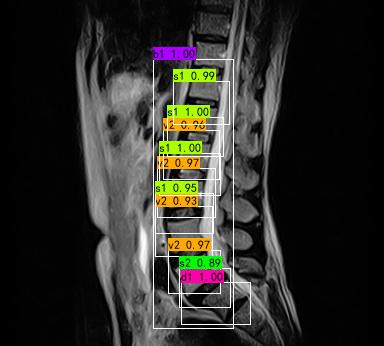 b1 1.00
s1 0.99
s1 1.00
v2 0.96
s1 1.00
v2 0.97
s1 0.95
v2 0.93
v2 0.97
s2 0.89
d1 1.00